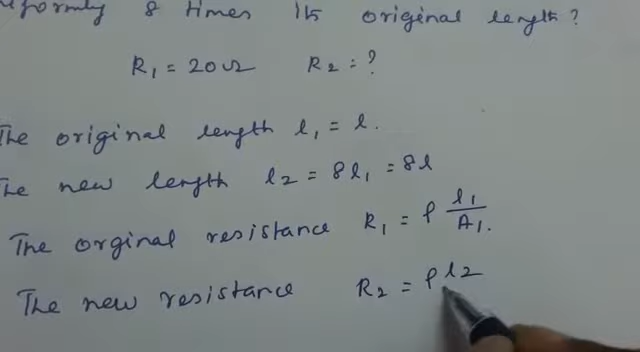 8 times its original length?
R₁ = 20Ω R₂ = ?
The original length l₁ = l.
The new length l₂ = 8l₁ = 8l
The orginal resistance R₁ = ρ l₁/A₁.
The new resistance R₂ = ρ l₂